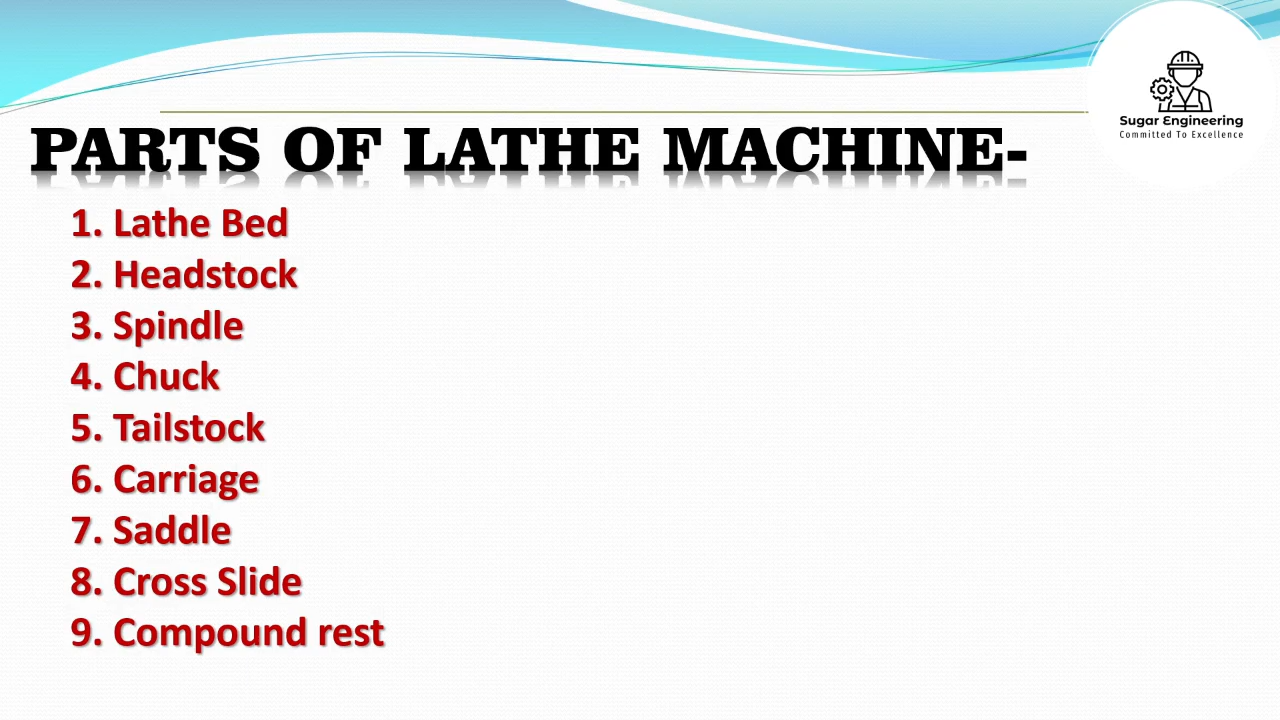 Sugar Engineering
Committed To Excellence
PARTS OF LATHE MACHINE-
1. Lathe Bed
2. Headstock
3. Spindle
4. Chuck
5. Tailstock
6. Carriage
7. Saddle
8. Cross Slide
9. Compound rest